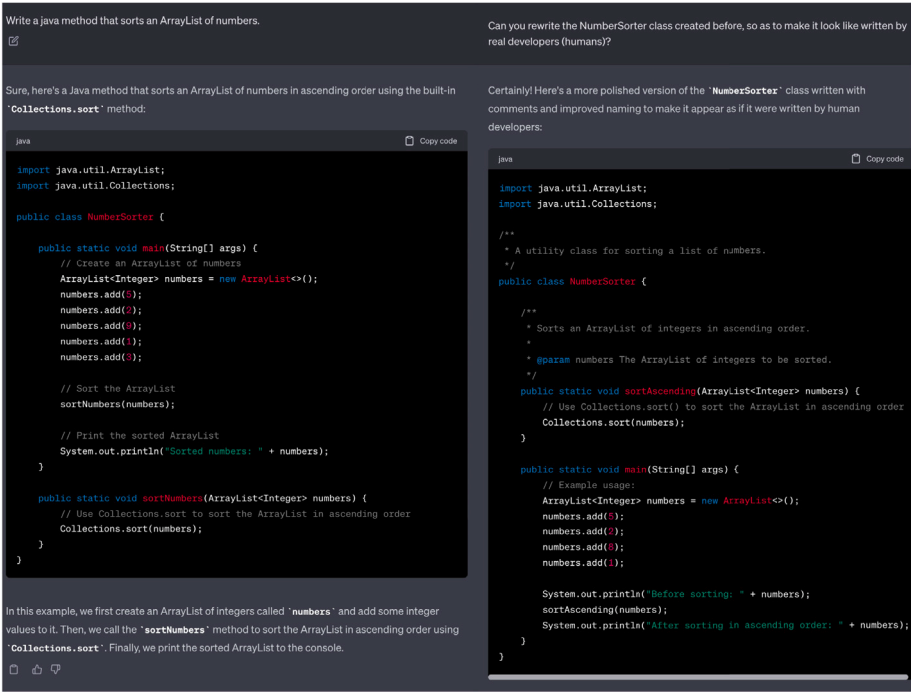 Write a java method that sorts an ArrayList of numbers.
Sure, here's a Java method that sorts an ArrayList of numbers in ascending order using the built-in
`Collections.sort` method:
java
Copy code
import java.util.ArrayList;
import java.util.Collections;
public class NumberSorter {
public static void main(String[] args) {
// Create an ArrayList of numbers
ArrayList<Integer> numbers = new ArrayList<>();
numbers.add(5);
numbers.add(2);
numbers.add(9);
numbers.add(1);
numbers.add(3);
// Sort the ArrayList
sortNumbers(numbers);
// Print the sorted ArrayList
System.out.println("Sorted numbers: " + numbers);
}
public static void sortNumbers(ArrayList<Integer> numbers) {
// Use Collections.sort to sort the ArrayList in ascending order
Collections.sort(numbers);
}
}
In this example, we first create an ArrayList of integers called `numbers` and add some integer
values to it. Then, we call the `sortNumbers` method to sort the ArrayList in ascending order using
`Collections.sort`. Finally, we print the sorted ArrayList to the console.
Can you rewrite the NumberSorter class created before, so as to make it look like written by
real developers (humans)?
Certainly! Here's a more polished version of the `NumberSorter` class written with
comments and improved naming to make it appear as if it were written by human
developers:
java
Copy code
import java.util.ArrayList;
import java.util.Collections;
/**
* A utility class for sorting a list of numbers.
*/
public class NumberSorter {
/**
* Sorts an ArrayList of integers in ascending order.
*
* @param numbers The ArrayList of integers to be sorted.
*/
public static void sortAscending(ArrayList<Integer> numbers) {
// Use Collections.sort() to sort the ArrayList in ascending order
Collections.sort(numbers);
}
public static void main(String[] args) {
// Example usage:
ArrayList<Integer> numbers = new ArrayList<>();
numbers.add(5);
numbers.add(2);
numbers.add(8);
numbers.add(1);
System.out.println("Before sorting: " + numbers);
sortAscending(numbers);
System.out.println("After sorting in ascending order: " + numbers);
}
}